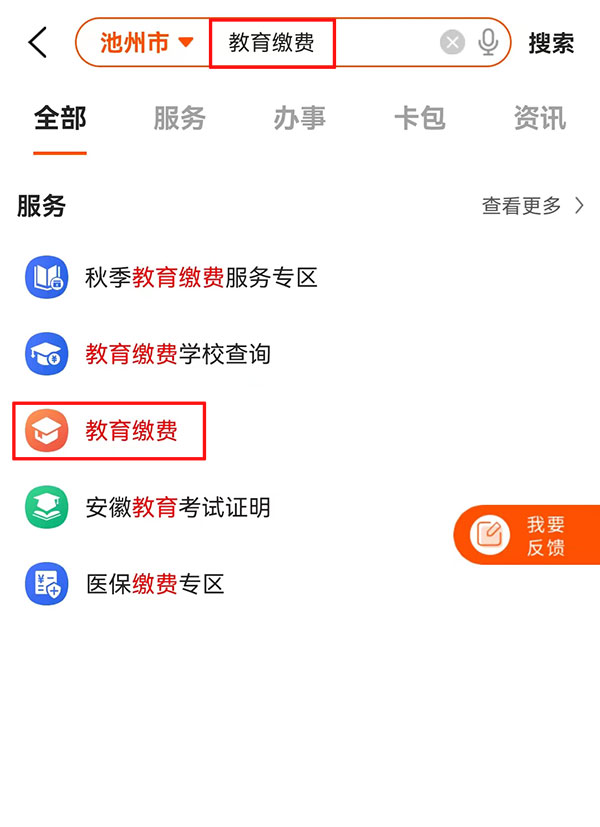 池州市 教育缴费 搜索
全部 服务 办事 卡包 资讯
服务 查看更多
秋季教育缴费服务专区
教育缴费学校查询
教育缴费
安徽教育考试证明
我要
反馈
医保缴费专区